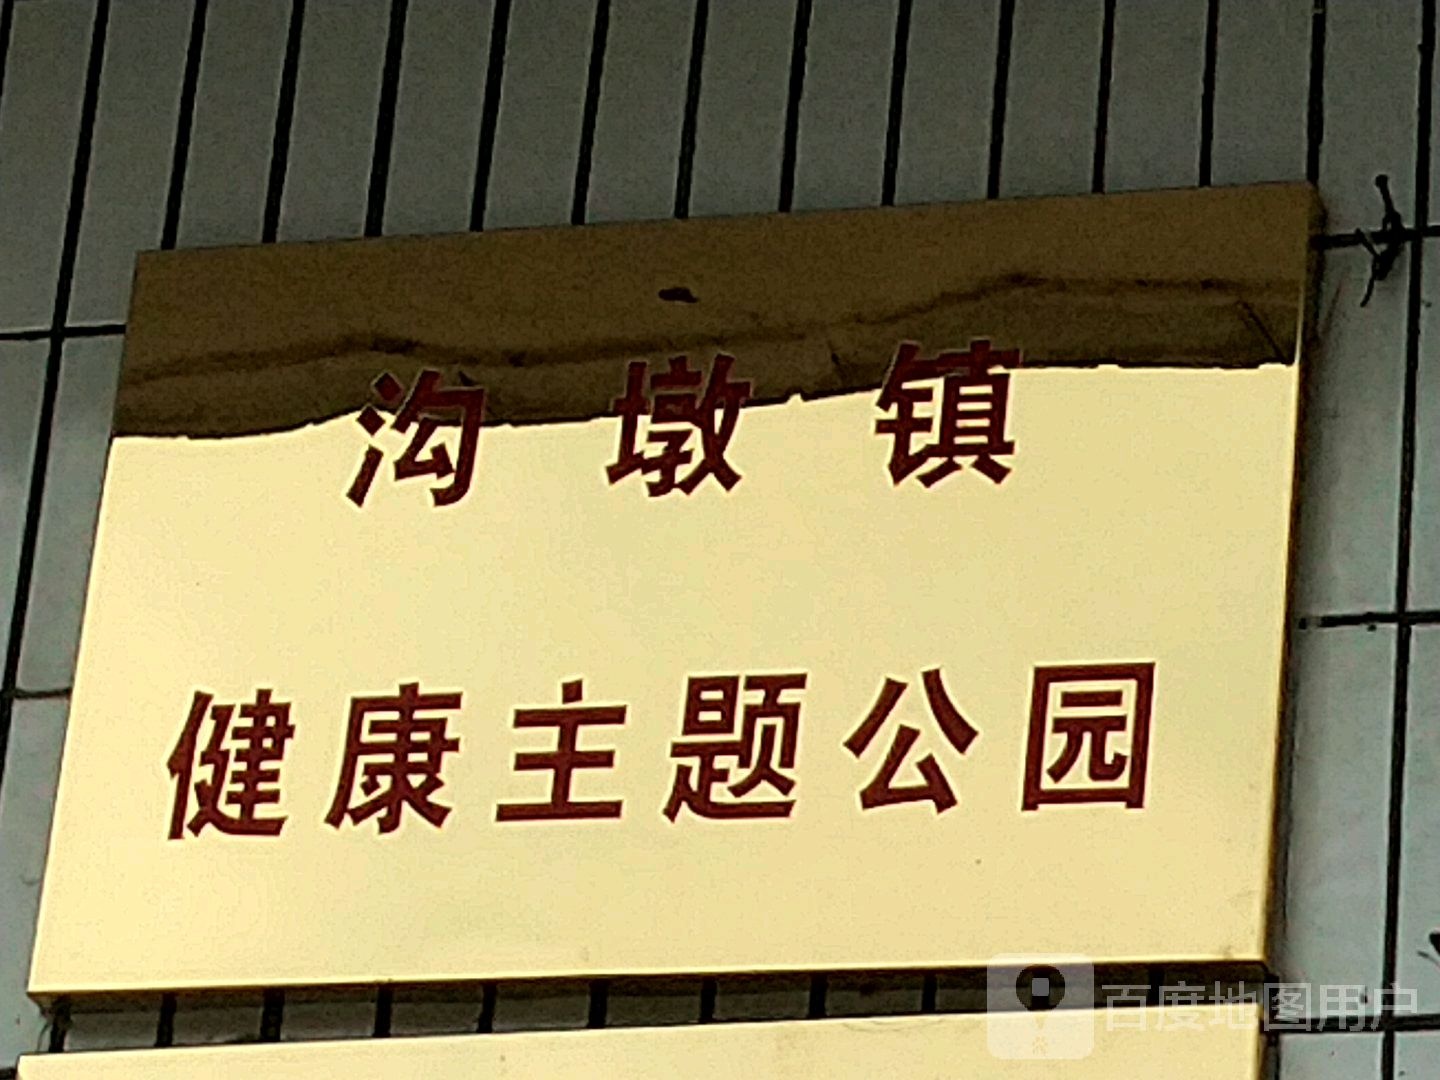 沟墩镇
健康主题公园
百度地图用户